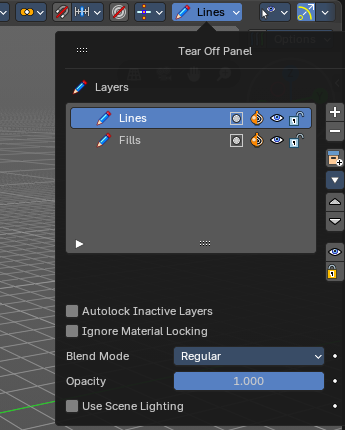 Lines
Tear Off Panel
Layers
Lines
Fills
Autolock Inactive Layers
Ignore Material Locking
Blend Mode Regular
Opacity 1.000
Use Scene Lighting